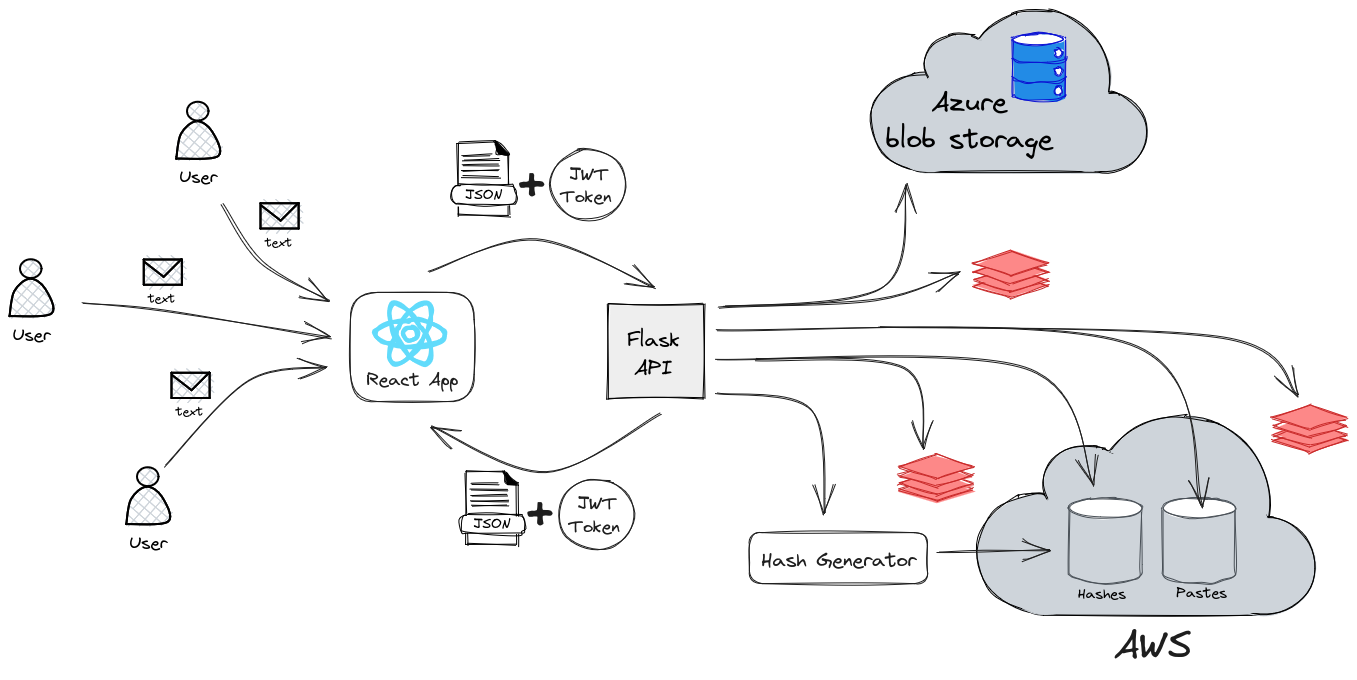 Azure
blob storage
User
JSON
+
JWT
Token
text
User
text
React App
Flask
API
text
User
JSON
+
JWT
Token
Hash Generator
Hashes
Pastes
AWS